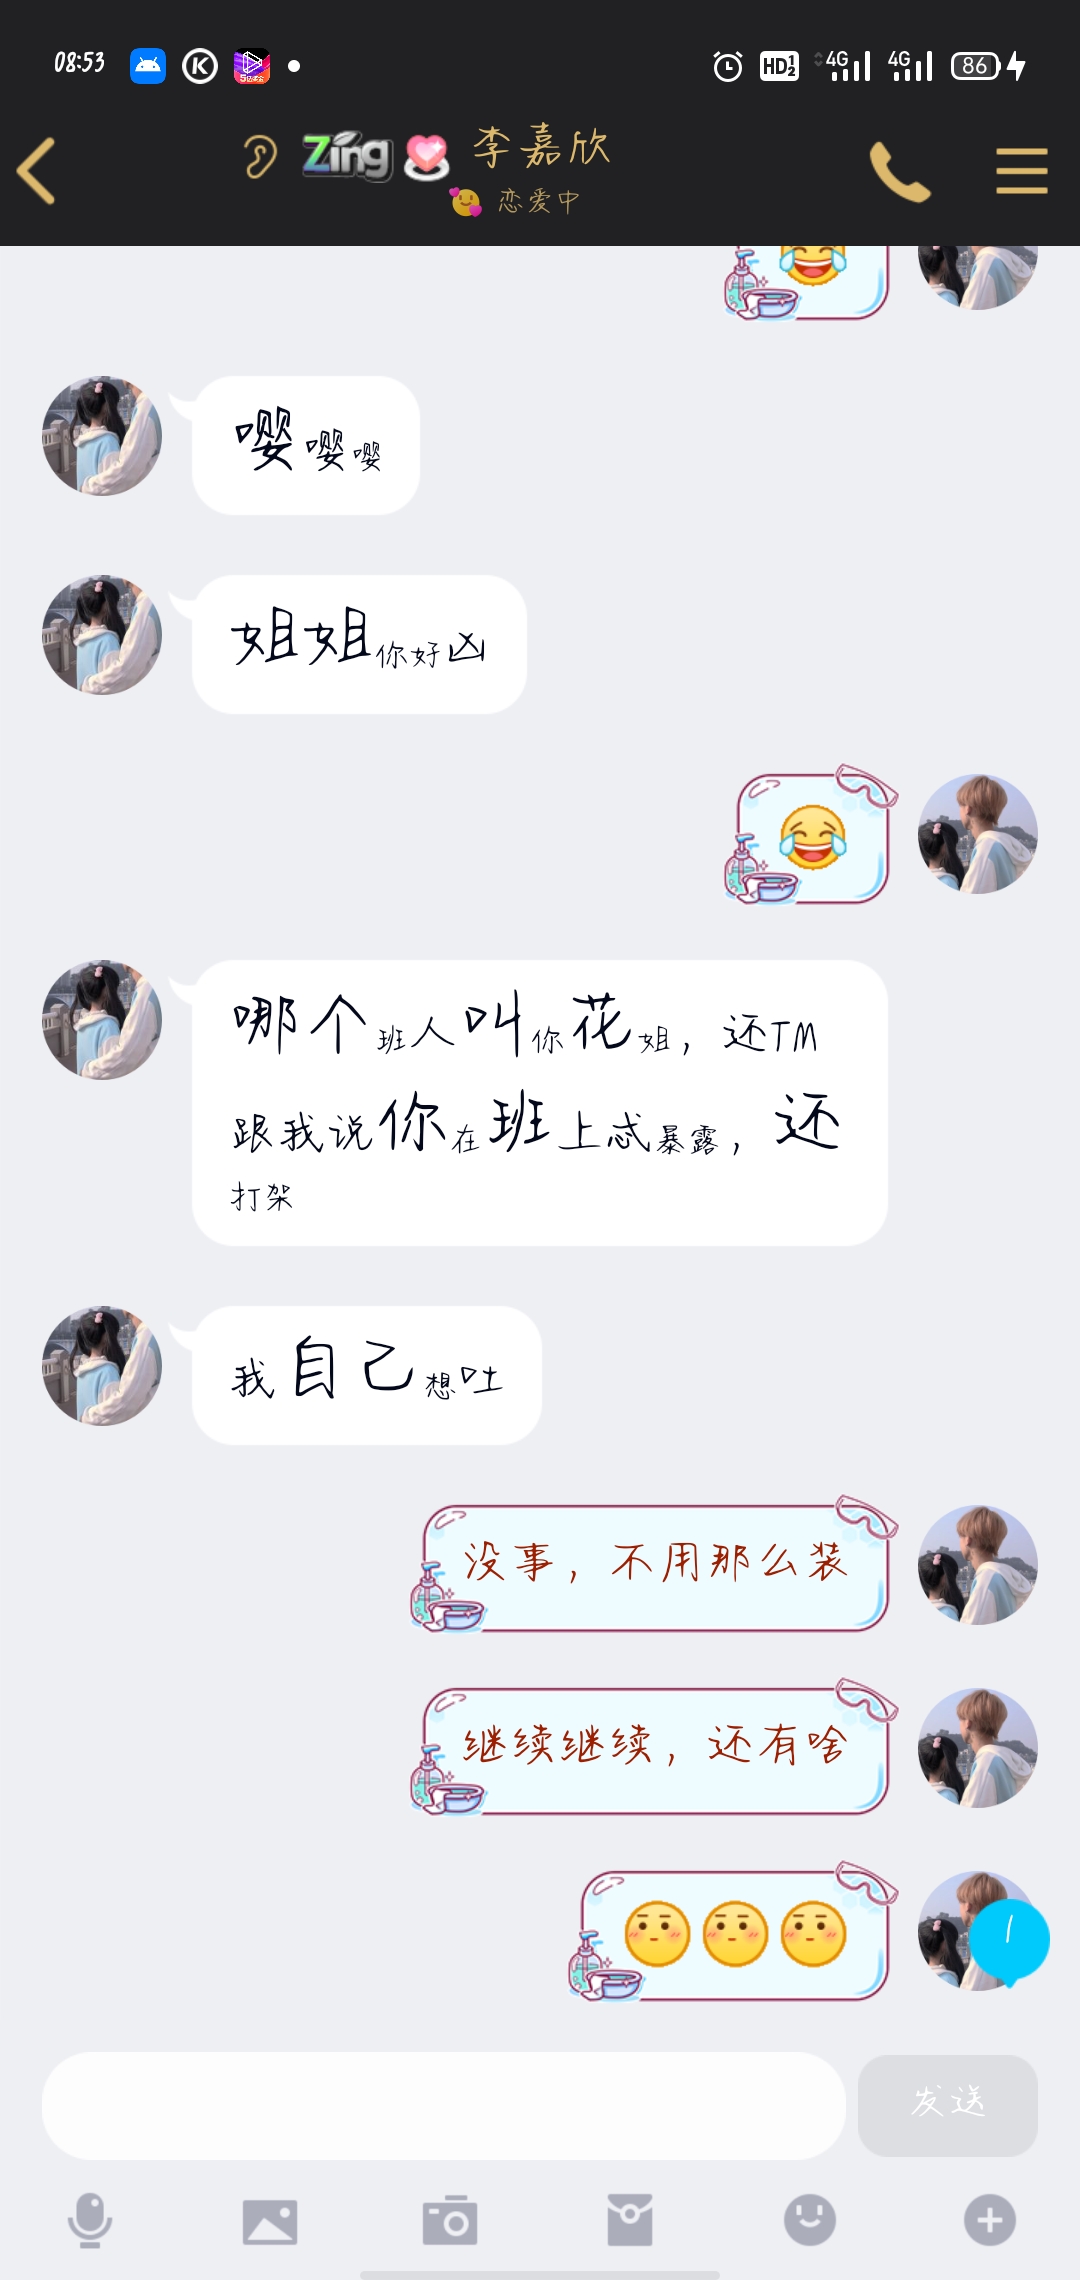 08:53
HD 1 2
4G
4G
86
Zing
李嘉欣
恋爱中
嘤嘤嘤
姐姐你好凶
哪个班人叫你花姐，还TM
跟我说你在班上忒暴露，还
打架
我自己想吐
没事，不用那么装
继续继续，还有啥
1
发送